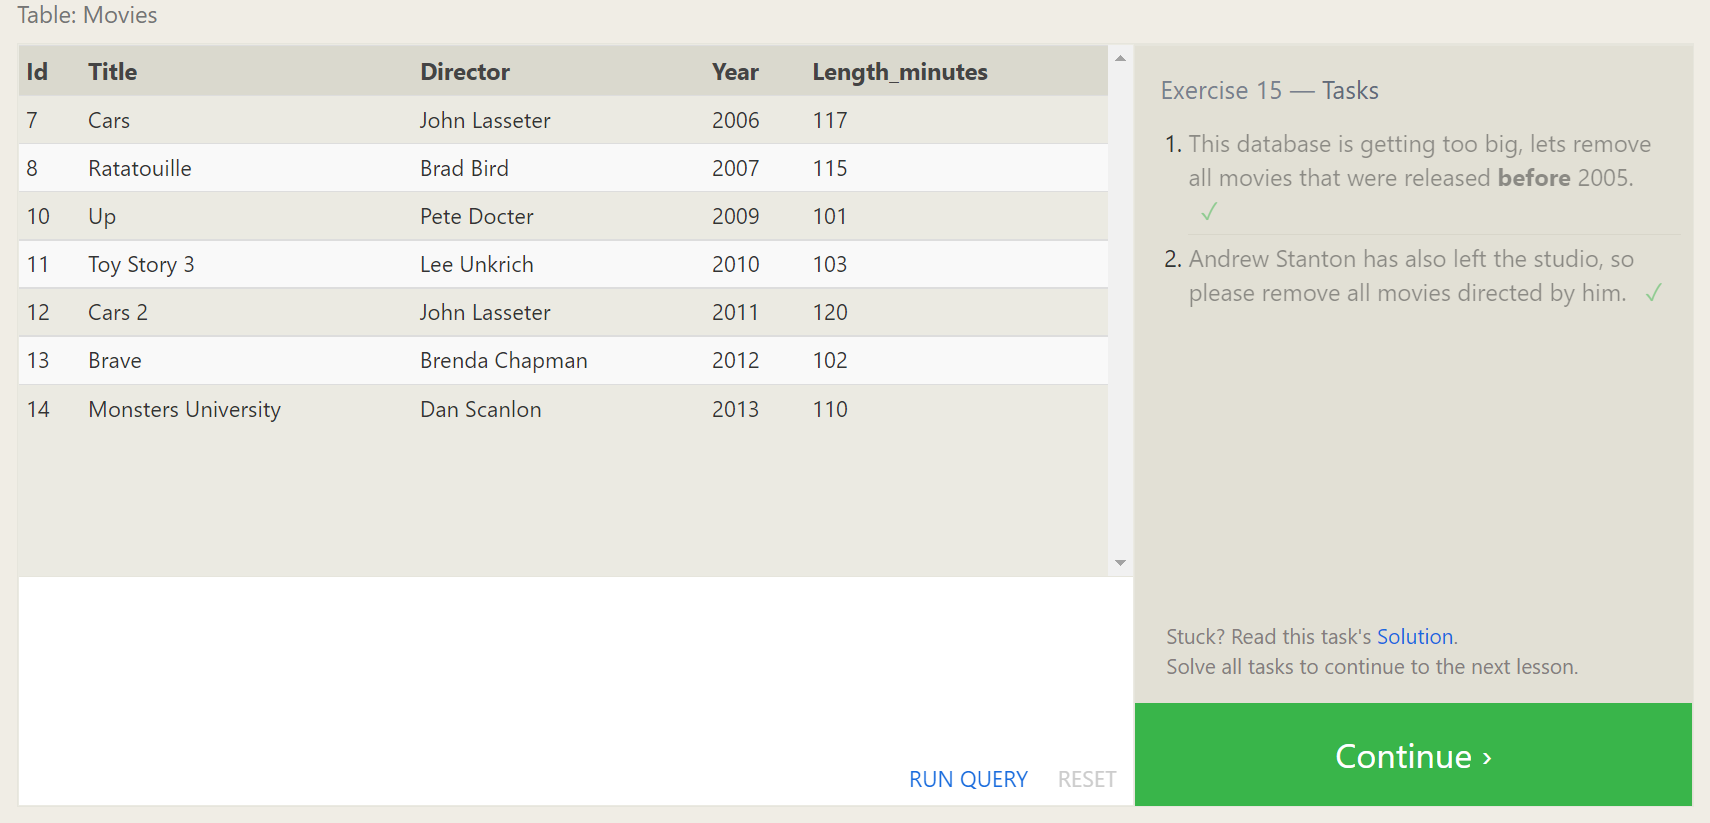 Table: Movies
Id Title Director Year Length_minutes
7 Cars John Lasseter 2006 117
8 Ratatouille Brad Bird 2007 115
10 Up Pete Docter 2009 101
11 Toy Story 3 Lee Unkrich 2010 103
12 Cars 2 John Lasseter 2011 120
13 Brave Brenda Chapman 2012 102
14 Monsters University Dan Scanlon 2013 110
RUN QUERY RESET
Exercise 15 — Tasks
1. This database is getting too big, lets remove
all movies that were released before 2005.
✓
2. Andrew Stanton has also left the studio, so
please remove all movies directed by him. ✓
Stuck? Read this task's Solution.
Solve all tasks to continue to the next lesson.
Continue ›